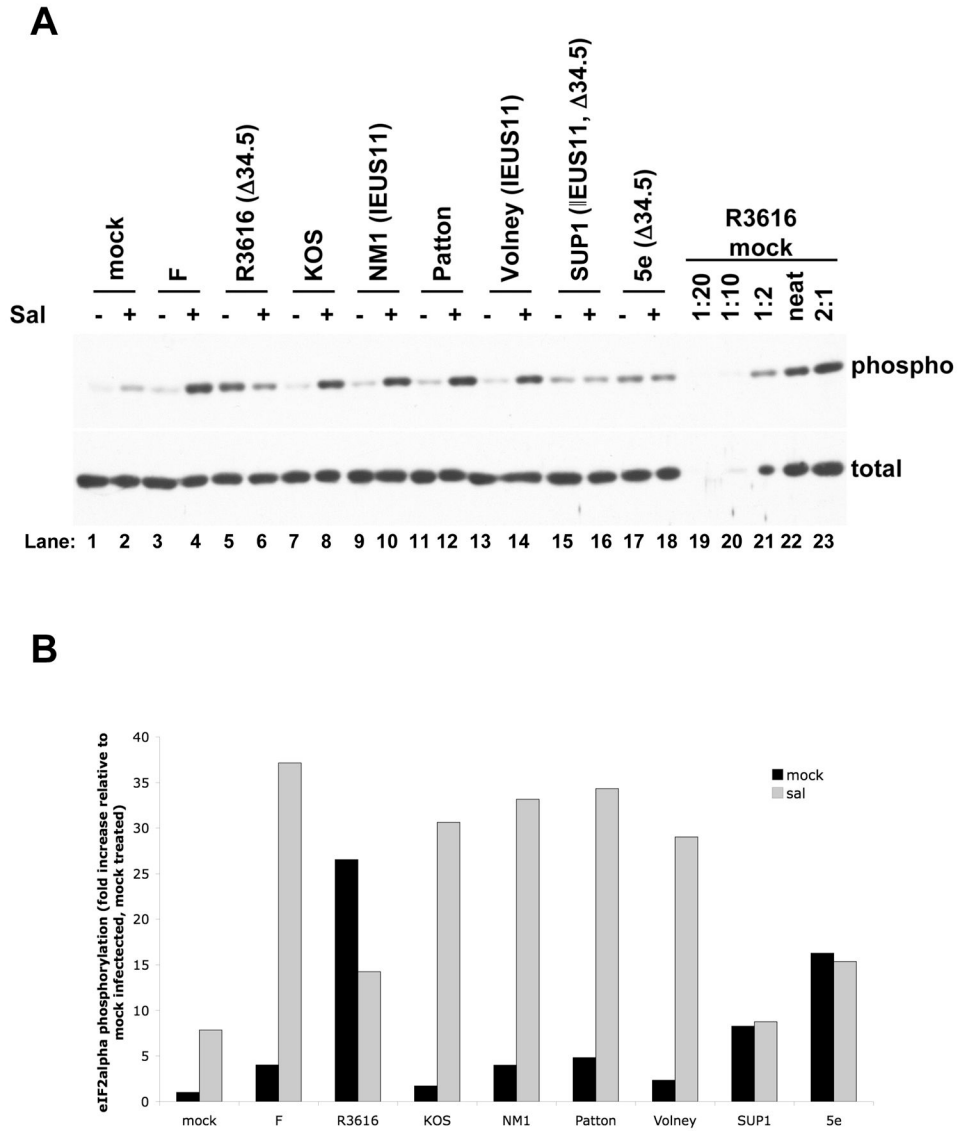 A
mock
F
R3616 (Δ34.5)
KOS
NM1 (IEUS11)
Patton
Volney (IEUS11)
SUP1 (IEUS11, Δ34.5)
5e (Δ34.5)
R3616
mock
1:20
1:10
1:2
neat
2:1
Sal - + - + - + - + - + - + - + - + - +
phospho
total
Lane: 1 2 3 4 5 6 7 8 9 10 11 12 13 14 15 16 17 18 19 20 21 22 23
B
eIF2alpha phosphorylation (fold increase relative to
mock infectected, mock treated)
40
35
30
25
20
15
10
5
0
mock
sal
mock F R3616 KOS NM1 Patton Volney SUP1 5e